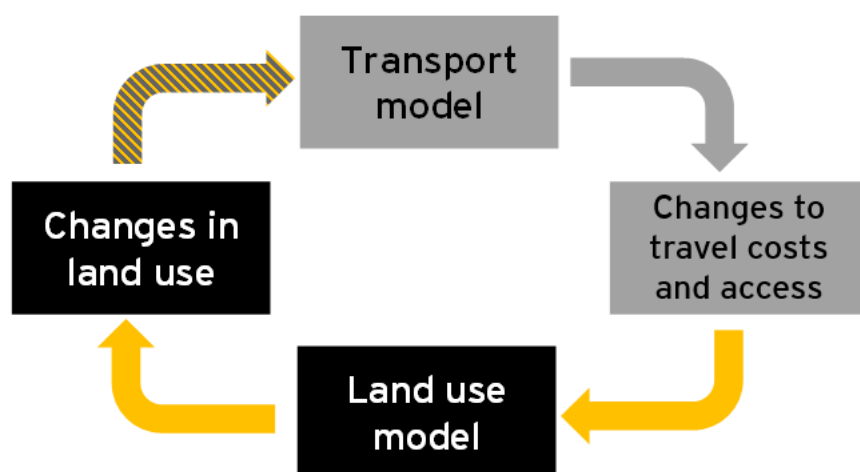 Transport
model
Changes to
travel costs
and access
Land use
model
Changes in
land use